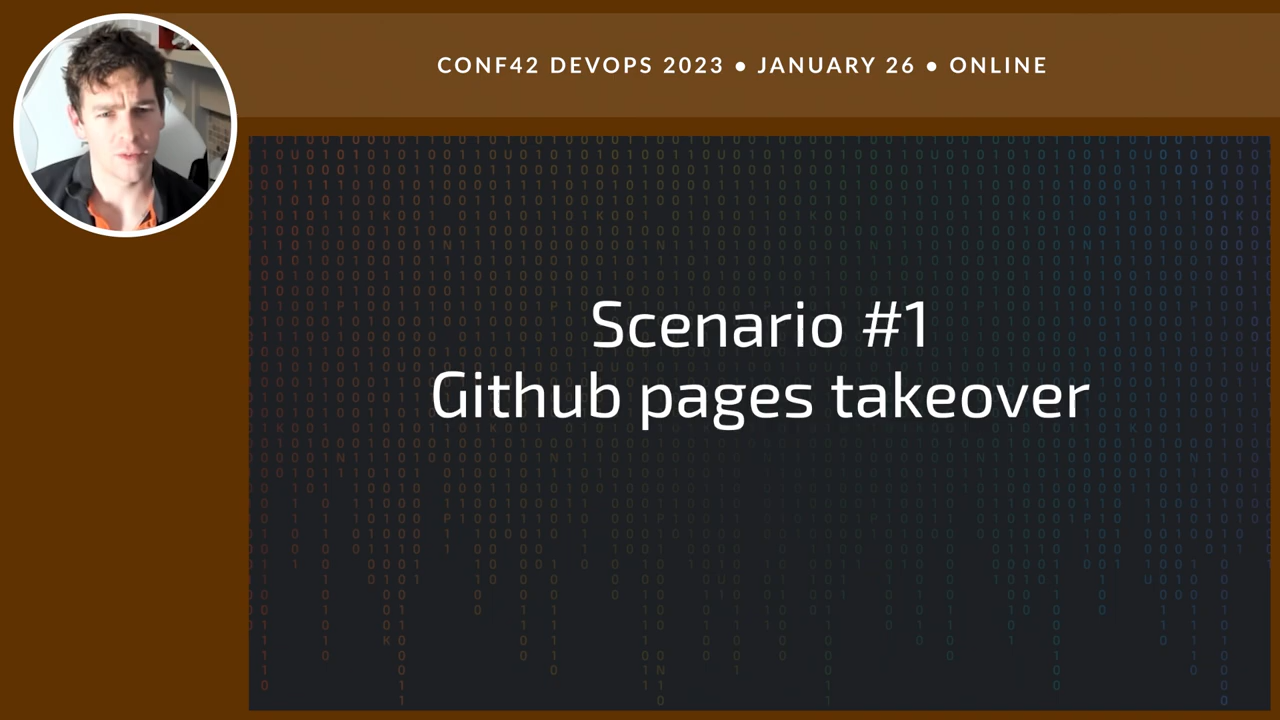 CONF42 DEVOPS 2023 ● JANUARY 26 ● ONLINE
Scenario #1
Github pages takeover